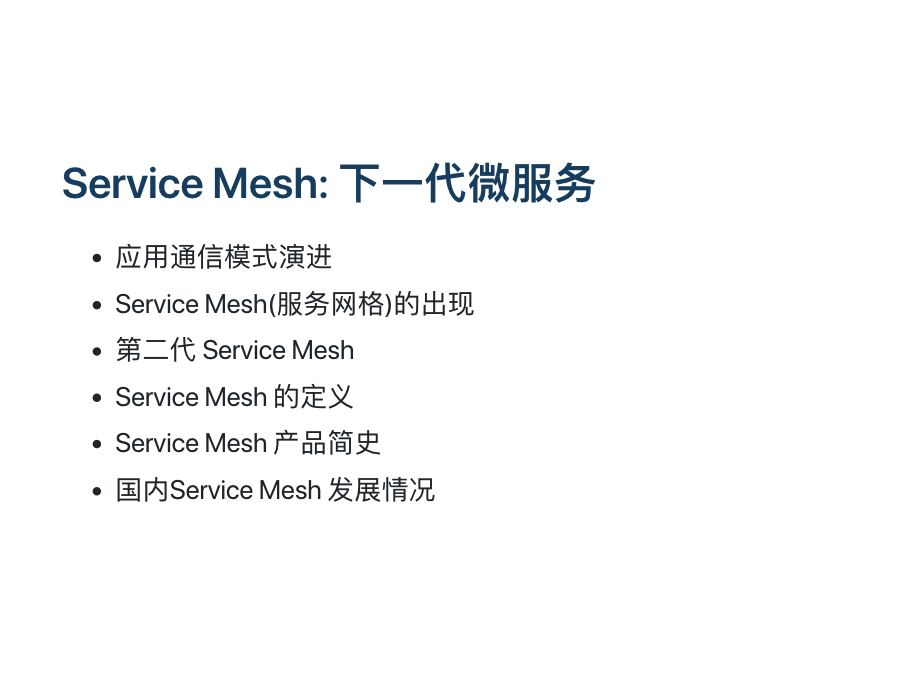 Service Mesh: 下一代微服务
• 应用通信模式演进
• Service Mesh(服务网格)的出现
• 第二代 Service Mesh
• Service Mesh 的定义
• Service Mesh 产品简史
• 国内Service Mesh 发展情况